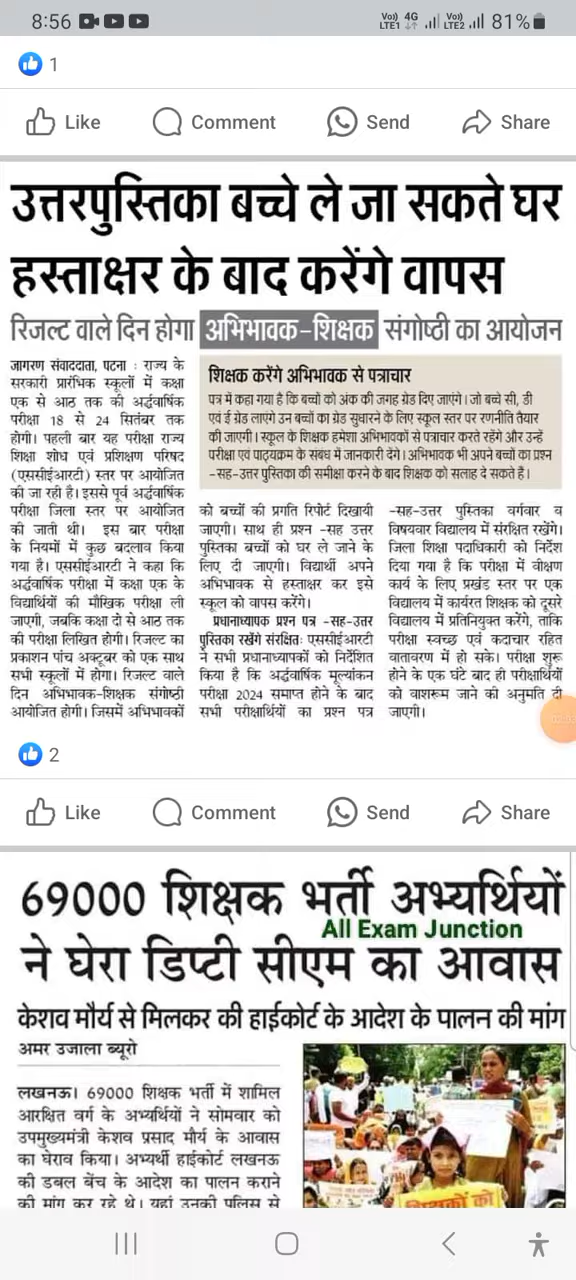 8:56
Vo)) 4G
LTE1
Vo))
LTE2
81%
1
Like
Comment
Send
Share
उत्तरपुस्तिका बच्चे ले जा सकते घर
हस्ताक्षर के बाद करेंगे वापस
रिजल्ट वाले दिन होगा अभिभावक-शिक्षक संगोष्ठी का आयोजन
जागरण संवाददाता, पटना : राज्य के
सरकारी प्रारंभिक स्कूलों में कक्षा
एक से आठ तक की अर्द्धवार्षिक
परीक्षा 18 से 24 सितंबर तक
होगी। पहली बार यह परीक्षा राज्य
शिक्षा शोध एवं प्रशिक्षण परिषद
(एससीईआरटी) स्तर पर आयोजित
की जा रही है। इससे पूर्व अर्द्धवार्षिक
परीक्षा जिला स्तर पर आयोजित
की जाती थी। इस बार परीक्षा
के नियमों में कुछ बदलाव किया
गया है। एससीईआरटी ने कहा कि
अर्द्धवार्षिक परीक्षा में कक्षा एक के
विद्यार्थियों की मौखिक परीक्षा ली
जाएगी, जबकि कक्षा दो से आठ तक
की परीक्षा लिखित होगी। रिजल्ट का
प्रकाशन पांच अक्टूबर को एक साथ
सभी स्कूलों में होगा। रिजल्ट वाले
दिन अभिभावक-शिक्षक संगोष्ठी
आयोजित होगी। जिसमें अभिभावकों
शिक्षक करेंगे अभिभावक से पत्राचार
पत्र में कहा गया है कि बच्चों को अंक की जगह ग्रेड दिए जाएंगे। जो बच्चे सी, डी
एवं ई ग्रेड लाएंगे उन बच्चों का ग्रेड सुधारने के लिए स्कूल स्तर पर रणनीति तैयार
की जाएगी। स्कूल के शिक्षक हमेशा अभिभावकों से पत्राचार करते रहेंगे और उन्हें
परीक्षा एवं पाठ्यक्रम के संबंध में जानकारी देंगे। अभिभावक भी अपने बच्चों का प्रश्न
-सह-उत्तर पुस्तिका की समीक्षा करने के बाद शिक्षक को सलाह दे सकते है।
को बच्चों की प्रगति रिपोर्ट दिखायी
जाएगी। साथ ही प्रश्न -सह उत्तर
पुस्तिका बच्चों को घर ले जाने के
लिए दी जाएगी। विद्यार्थी अपने
अभिभावक से हस्ताक्षर कर इसे
स्कूल को वापस करेंगे।
प्रधानाध्यापक प्रश्न पत्र -सह-उत्तर
पुस्तिका रखेंगे संरक्षित: एससीईआरटी
ने सभी प्रधानाध्यापकों को निर्देशित
किया है कि अर्द्धवार्षिक मूल्यांकन
परीक्षा 2024 समाप्त होने के बाद
सभी परीक्षार्थियों का प्रश्न पत्र
-सह-उत्तर पुस्तिका वर्गवार व
विषयवार विद्यालय में संरक्षित रखेंगे।
जिला शिक्षा पदाधिकारी को निर्देश
दिया गया है कि परीक्षा में वीक्षण
कार्य के लिए प्रखंड स्तर पर एक
विद्यालय में कार्यरत शिक्षक को दूसरे
विद्यालय में प्रतिनियुक्त करेंगे, ताकि
परीक्षा स्वच्छ एवं कदाचार रहित
वातावरण में हो सके। परीक्षा शुरू
होने के एक घंटे बाद ही परीक्षार्थियों
को वाशरूम जाने की अनुमति दी
जाएगी।
2
Like
Comment
Send
Share
69000 शिक्षक भर्ती अभ्यर्थियों
All Exam Junction
ने घेरा डिप्टी सीएम का आवास
केशव मौर्य से मिलकर की हाईकोर्ट के आदेश के पालन की मांग
अमर उजाला ब्यूरो
लखनऊ। 69000 शिक्षक भर्ती में शामिल
आरक्षित वर्ग के अभ्यर्थियों ने सोमवार को
उपमुख्यमंत्री केशव प्रसाद मौर्य के आवास
का घेराव किया। अभ्यर्थी हाईकोर्ट लखनऊ
की डबल बेंच के आदेश का पालन कराने
की मांग कर रहे थे। यहां उनकी पुलिस से